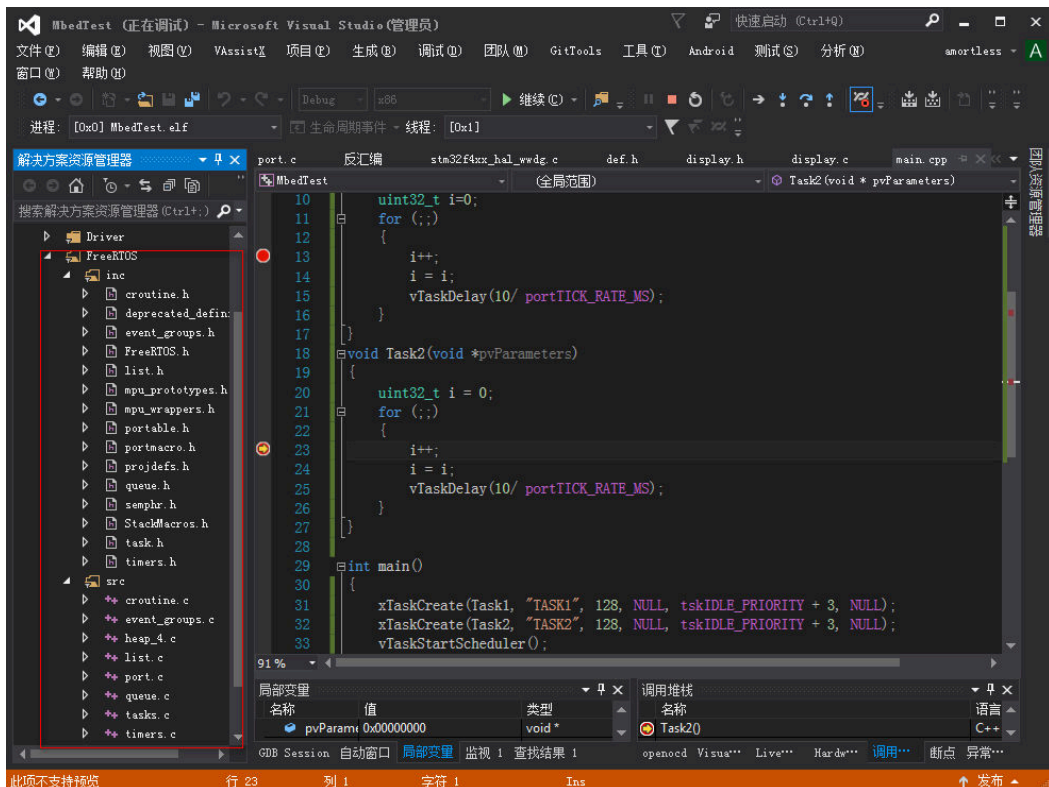 MbedTest (正在调试) - Microsoft Visual Studio(管理员)
快速启动 (Ctrl+Q)
文件(F) 编辑(E) 视图(V) VAssistX 项目(P) 生成(B) 调试(D) 团队(M) GitTools 工具(T) Android 测试(S) 分析(N) amortless A
窗口(W) 帮助(H)
Debug x86 继续(C)
进程: [0x0] MbedTest.elf 生命周期事件 线程: [0x1]
解决方案资源管理器
搜索解决方案资源管理器(Ctrl+;)
Driver
FreeRTOS
inc
croutine.h
deprecated_defin
event_groups.h
FreeRTOS.h
list.h
mpu_prototypes.h
mpu_wrappers.h
portable.h
portmacro.h
projdefs.h
queue.h
semphr.h
StackMacros.h
task.h
timers.h
src
croutine.c
event_groups.c
heap_4.c
list.c
port.c
queue.c
tasks.c
timers.c
port.c 反汇编 stm32f4xx_hal_wwdg.c def.h display.h display.c main.cpp
MbedTest (全局范围) Task2(void * pvParameters)
10 uint32_t i=0;
11 for (;;)
12 {
13 i++;
14 i = i;
15 vTaskDelay(10/ portTICK_RATE_MS);
16 }
17 }
18 void Task2(void *pvParameters)
19 {
20 uint32_t i = 0;
21 for (;;)
22 {
23 i++;
24 i = i;
25 vTaskDelay(10/ portTICK_RATE_MS);
26 }
27 }
28
29 int main()
30 {
31 xTaskCreate(Task1, "TASK1", 128, NULL, tskIDLE_PRIORITY + 3, NULL);
32 xTaskCreate(Task2, "TASK2", 128, NULL, tskIDLE_PRIORITY + 3, NULL);
33 vTaskStartScheduler();
91 %
团队资源管理器
局部变量
名称 值 类型
pvParame 0x00000000 void *
GDB Session 自动窗口 局部变量 监视 1 查找结果 1
调用堆栈
名称 语言
Task2() C++
openocd Visua… Live… Hardw… 调用… 断点 异常…
此项不支持预览 行 23 列 1 字符 1 Ins 发布